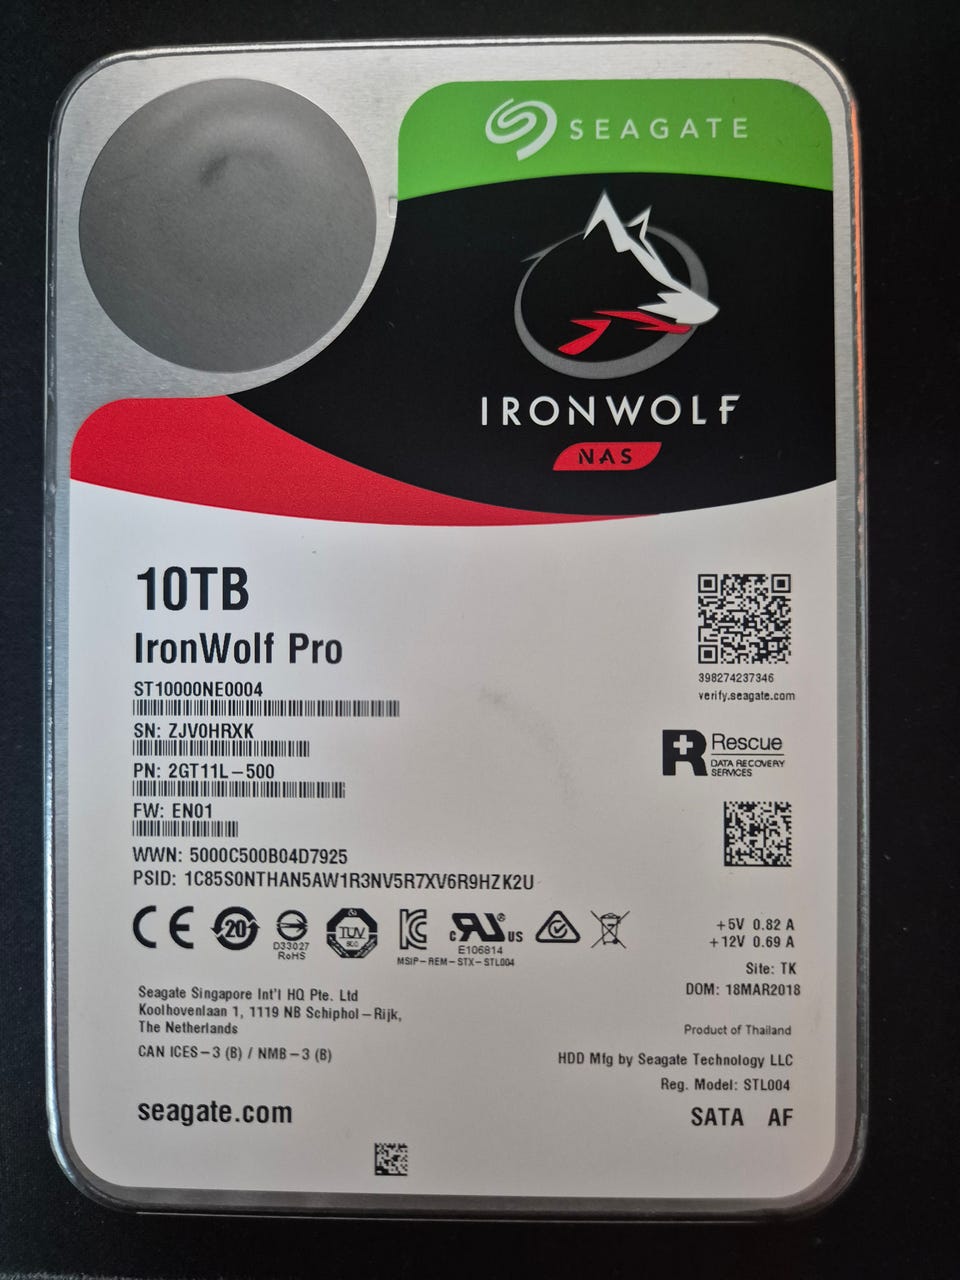 SEAGATE
IRONWOLF
NAS
10TB
IronWolf Pro
ST10000NE0004
SN: ZJV0HRXK
PN: 2GT11L-500
FW: EN01
WWN: 5000C500B04D7925
PSID: 1C85S0NTHAN5AW1R3NV5R7XV6R9HZK2U
398274237346
verify.seagate.com
Rescue
DATA RECOVERY
SERVICES
CE
20
D33027
RoHS
TUV
c RU US
E106814
MSIP-REM-STX-STL004
+5V 0.82 A
+12V 0.69 A
Site: TK
DOM: 18MAR2018
Seagate Singapore Int'l HQ Pte. Ltd
Koolhovenlaan 1, 1119 NB Schiphol-Rijk,
The Netherlands
CAN ICES-3 (B) / NMB-3 (B)
Product of Thailand
HDD Mfg by Seagate Technology LLC
Reg. Model: STL004
SATA AF
seagate.com